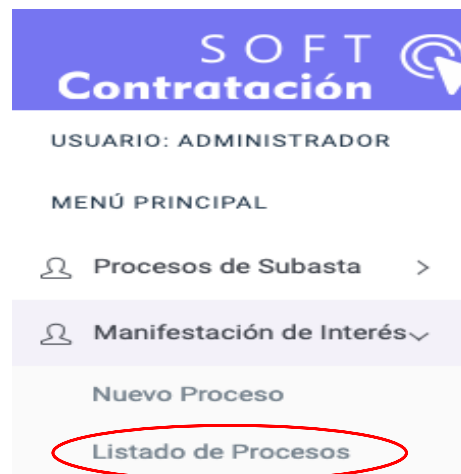 SOFT
Contratación
USUARIO: ADMINISTRADOR
MENÚ PRINCIPAL
Procesos de Subasta
Manifestación de Interés
Nuevo Proceso
Listado de Procesos